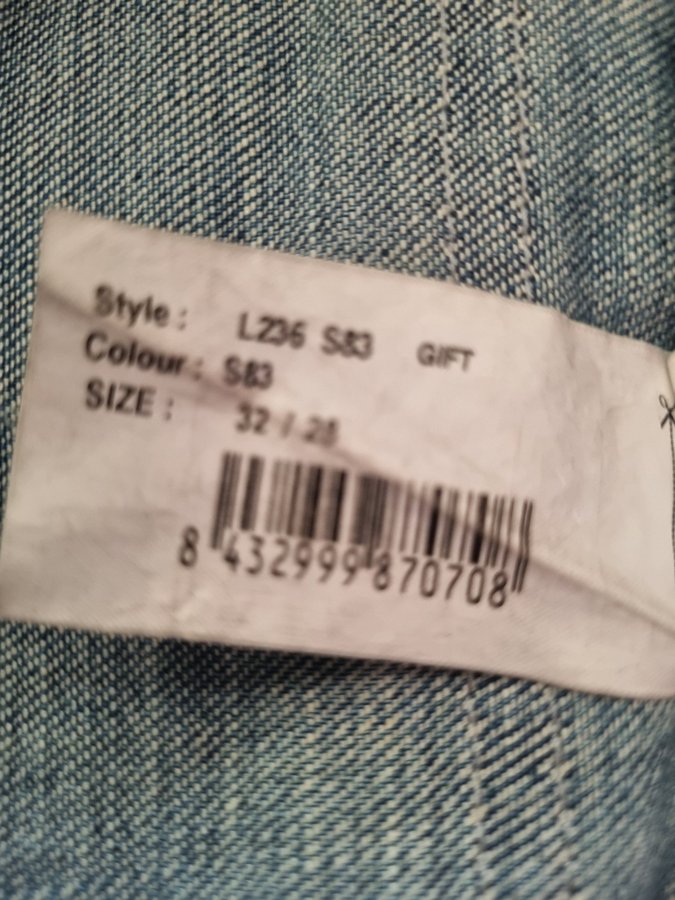 Style : L236 S83 GIFT
Colour : S83
SIZE : 32 / 28
8 432999 870708